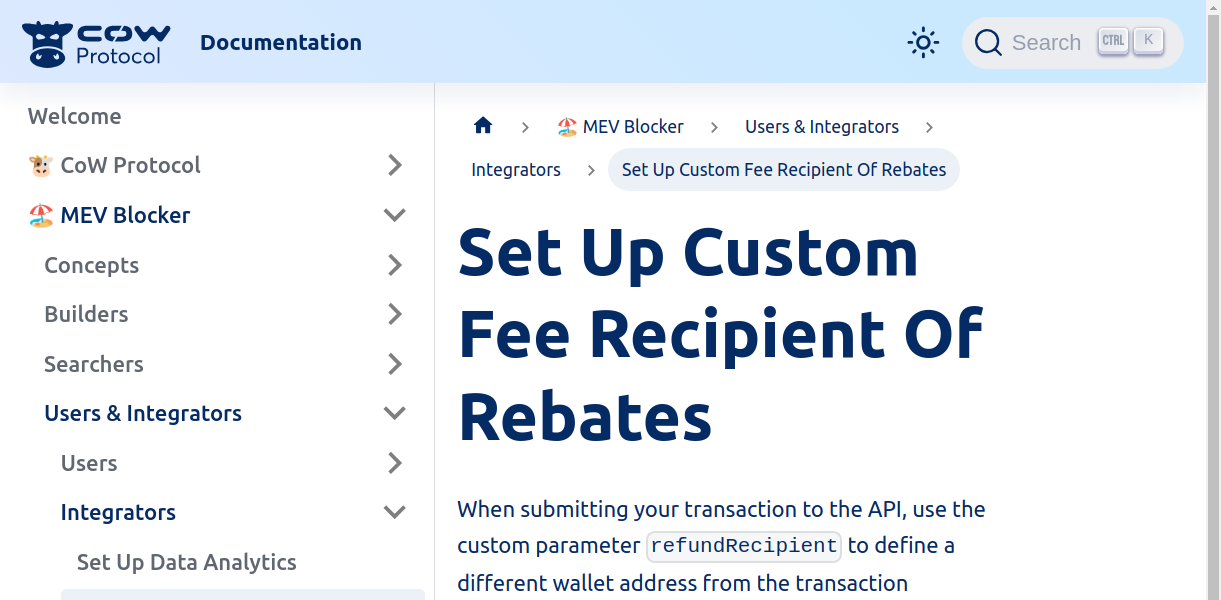 COW
Protocol
Documentation
Search
CTRL
K
Welcome
CoW Protocol
MEV Blocker
Concepts
Builders
Searchers
Users & Integrators
Users
Integrators
Set Up Data Analytics
MEV Blocker
Users & Integrators
Integrators
Set Up Custom Fee Recipient Of Rebates
Set Up Custom
Fee Recipient Of
Rebates
When submitting your transaction to the API, use the
custom parameter refundRecipient to define a
different wallet address from the transaction